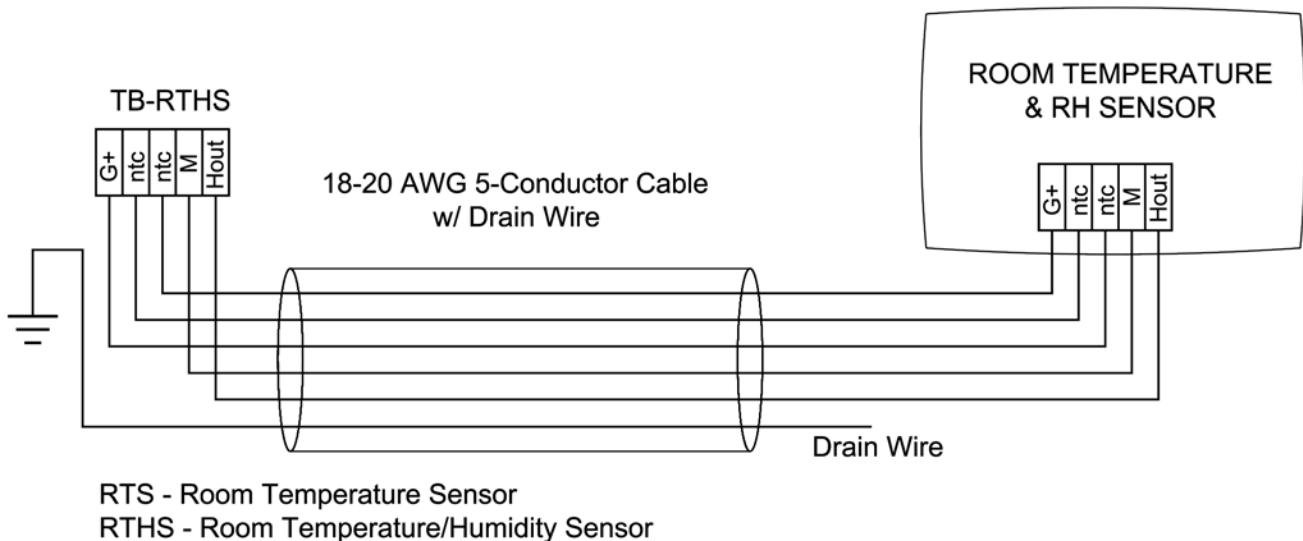 ROOM TEMPERATURE
& RH SENSOR
TB-RTHS
G+ ntc ntc M Hout
18-20 AWG 5-Conductor Cable
w/ Drain Wire
G+ ntc ntc M Hout
Drain Wire
RTS - Room Temperature Sensor
RTHS - Room Temperature/Humidity Sensor